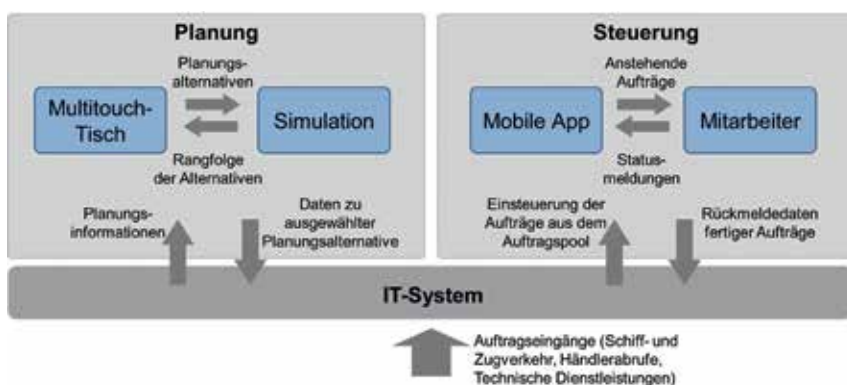 Planung
Planungs-
alternativen
Multitouch-
Tisch
Simulation
Rangfolge
der Alternativen
Planungs-
informationen
Daten zu
ausgewählter
Planungsalternative
Steuerung
Anstehende
Aufträge
Mobile App
Mitarbeiter
Status-
meldungen
Einsteuerung der
Aufträge aus dem
Auftragspool
Rückmeldedaten
fertiger Aufträge
IT-System
Auftragseingänge (Schiff- und
Zugverkehr, Händlerabrufe,
Technische Dienstleistungen)